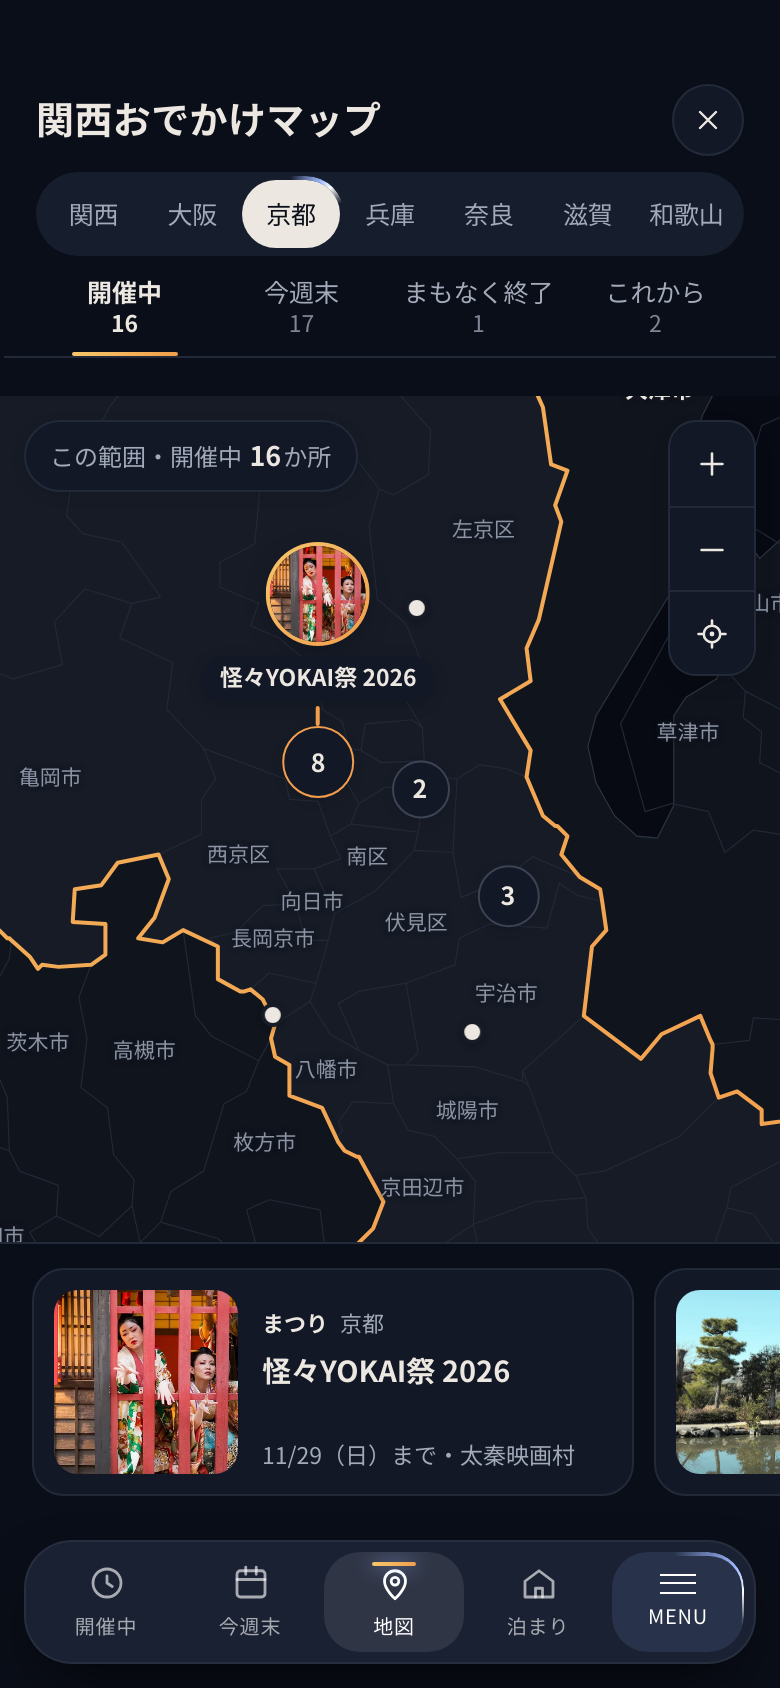 関西おでかけマップ
関西 大阪 京都 兵庫 奈良 滋賀 和歌山
開催中 今週末 まもなく終了 これから
16 17 1 2
この範囲・開催中 16か所
左京区
怪々YOKAI祭 2026
草津市
8
亀岡市
2
西京区
南区
向日市
3
伏見区
長岡京市
宇治市
茨木市
高槻市
八幡市
城陽市
枚方市
京田辺市
まつり 京都
怪々YOKAI祭 2026
11/29（日）まで・太秦映画村
開催中 今週末 地図 泊まり MENU